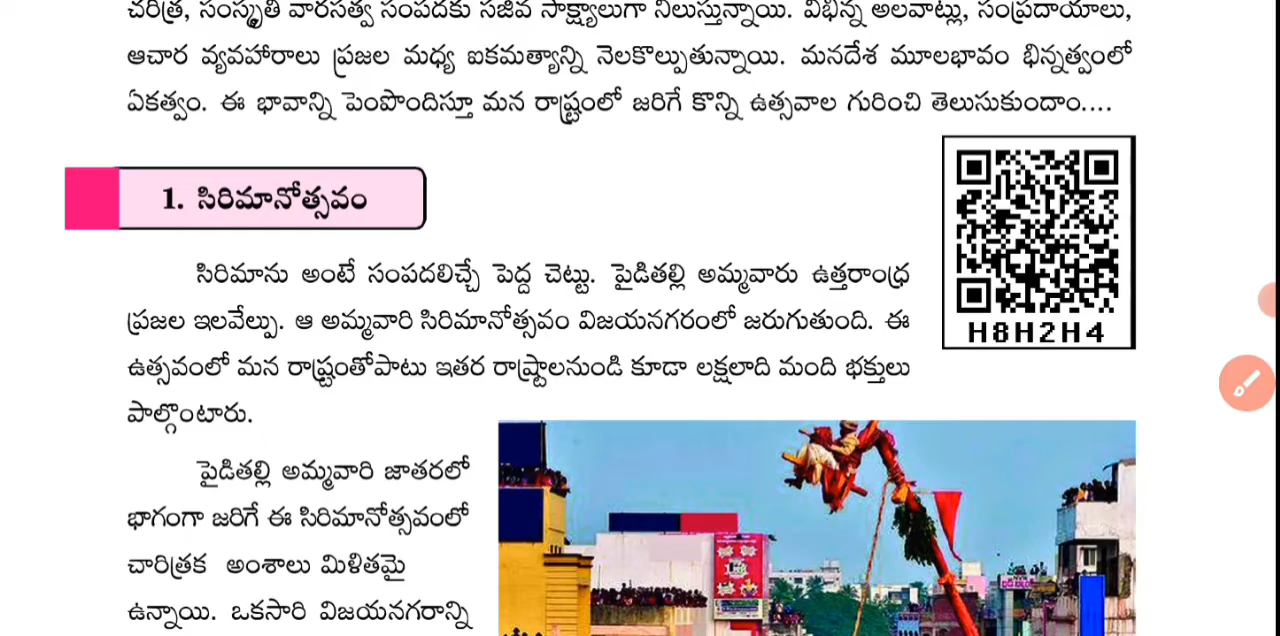 చరిత్ర, సంస్కృతి వారసత్వ సంపదకు సజీవ సాక్ష్యాలుగా నిలుస్తున్నాయి. విభిన్న అలవాట్లు, సంప్రదాయాలు,
ఆచార వ్యవహారాలు ప్రజల మధ్య ఐకమత్యాన్ని నెలకొల్పుతున్నాయి. మనదేశ మూలభావం భిన్నత్వంలో
ఏకత్వం. ఈ భావాన్ని పెంపొందిస్తూ మన రాష్ట్రంలో జరిగే కొన్ని ఉత్సవాల గురించి తెలుసుకుందాం....
1. సిరిమానోత్సవం
సిరిమాను అంటే సంపదలిచ్చే పెద్ద చెట్టు. పైడితల్లి అమ్మవారు ఉత్తరాంధ్ర
ప్రజల ఇలవేల్పు. ఆ అమ్మవారి సిరిమానోత్సవం విజయనగరంలో జరుగుతుంది. ఈ
ఉత్సవంలో మన రాష్ట్రంతోపాటు ఇతర రాష్ట్రాలనుండి కూడా లక్షలాది మంది భక్తులు
పాల్గొంటారు.
H8H2H4
పైడితల్లి అమ్మవారి జాతరలో
భాగంగా జరిగే ఈ సిరిమానోత్సవంలో
చారిత్రక అంశాలు మిళితమై
ఉన్నాయి. ఒకసారి విజయనగరాన్ని